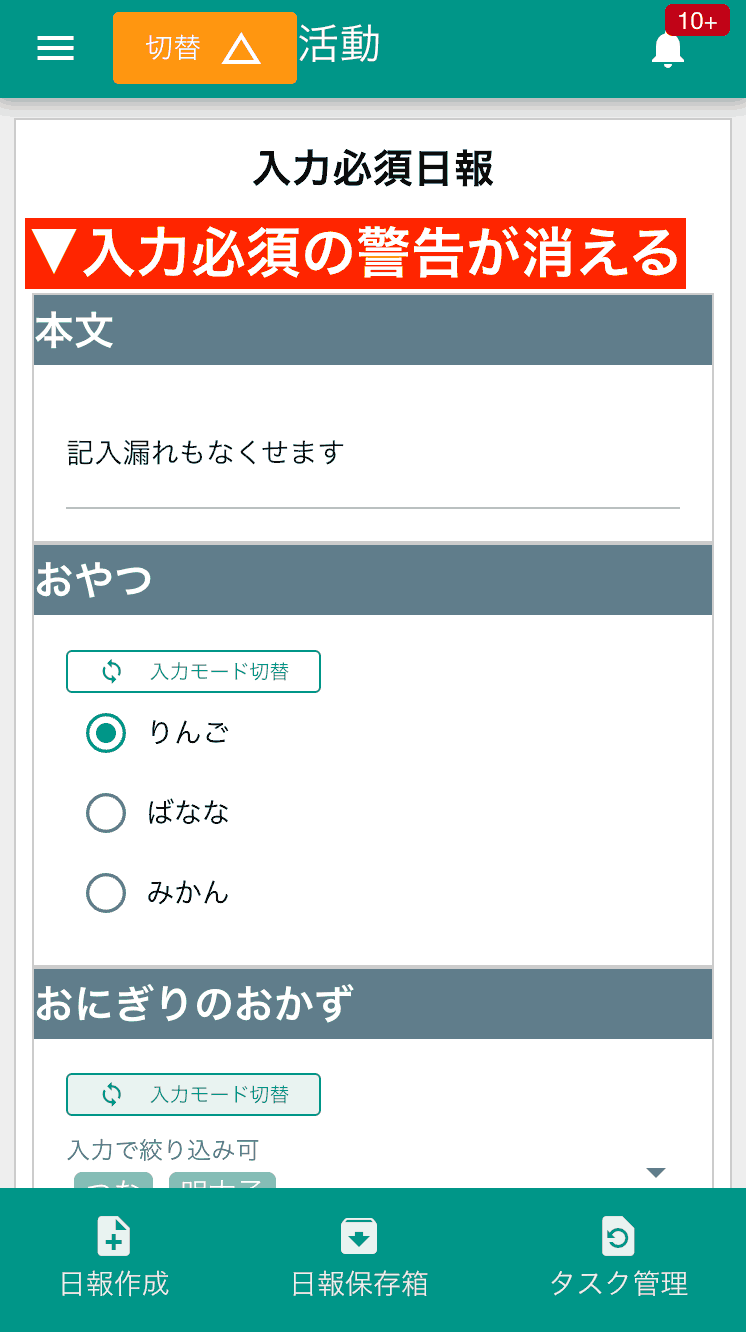 切替 活動 10+
入力必須日報
▼入力必須の警告が消える
本文
記入漏れもなくせます
おやつ
入力モード切替
りんご
ばなな
みかん
おにぎりのおかず
入力モード切替
入力で絞り込み可
日報作成 日報保存箱 タスク管理